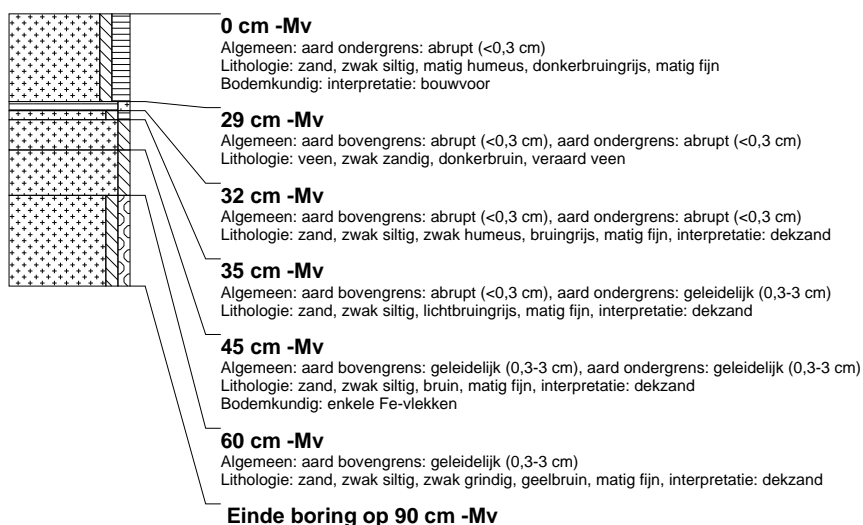 0 cm -Mv
Algemeen: aard ondergrens: abrupt (<0,3 cm)
Lithologie: zand, zwak siltig, matig humeus, donkerbruingrijs, matig fijn
Bodemkundig: interpretatie: bouwvoor
29 cm -Mv
Algemeen: aard bovengrens: abrupt (<0,3 cm), aard ondergrens: abrupt (<0,3 cm)
Lithologie: veen, zwak zandig, donkerbruin, veraard veen
32 cm -Mv
Algemeen: aard bovengrens: abrupt (<0,3 cm), aard ondergrens: abrupt (<0,3 cm)
Lithologie: zand, zwak siltig, zwak humeus, bruingrijs, matig fijn, interpretatie: dekzand
35 cm -Mv
Algemeen: aard bovengrens: abrupt (<0,3 cm), aard ondergrens: geleidelijk (0,3-3 cm)
Lithologie: zand, zwak siltig, lichtbruingrijs, matig fijn, interpretatie: dekzand
45 cm -Mv
Algemeen: aard bovengrens: geleidelijk (0,3-3 cm), aard ondergrens: geleidelijk (0,3-3 cm)
Lithologie: zand, zwak siltig, bruin, matig fijn, interpretatie: dekzand
Bodemkundig: enkele Fe-vlekken
60 cm -Mv
Algemeen: aard bovengrens: geleidelijk (0,3-3 cm)
Lithologie: zand, zwak siltig, zwak grindig, geelbruin, matig fijn, interpretatie: dekzand
Einde boring op 90 cm -Mv